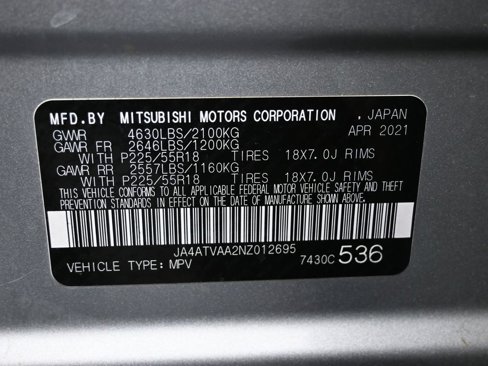 MFD.BY MITSUBISHI MOTORS CORPORATION , JAPAN
GVWR 4630LBS/2100KG APR 2021
GAWR FR 2646LBS/1200KG
WITH P225/55R18 TIRES 18X7.0J RIMS
GAWR RR 2557LBS/1160KG
WITH P225/55R18 TIRES 18X7.0J RIMS
THIS VEHICLE CONFORMS TO ALL APPLICABLE FEDERAL MOTOR VEHICLE SAFETY AND THEFT
PREVENTION STANDARDS IN EFFECT ON THE DATE OF MANUFACTURE SHOWN ABOVE.
JA4ATVAA2NZ012695
VEHICLE TYPE: MPV 7430C 536